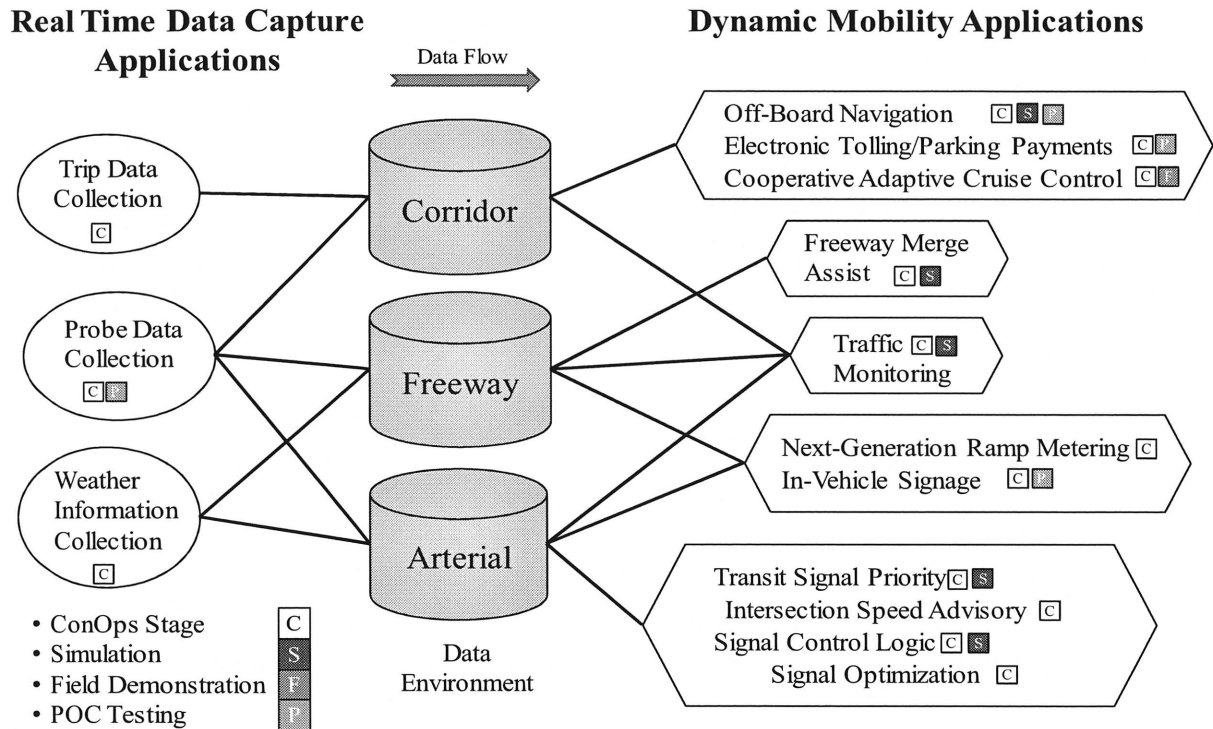 Real Time Data Capture
Applications
Data Flow
Dynamic Mobility Applications
Trip Data
Collection
C
Probe Data
Collection
C P
Weather
Information
Collection
C
Corridor
Freeway
Arterial
Data
Environment
Off-Board Navigation C S P
Electronic Tolling/Parking Payments C P
Cooperative Adaptive Cruise Control C F
Freeway Merge
Assist C S
Traffic C S
Monitoring
Next-Generation Ramp Metering C
In-Vehicle Signage C P
Transit Signal Priority C S
Intersection Speed Advisory C
Signal Control Logic C S
Signal Optimization C
• ConOps Stage C
• Simulation S
• Field Demonstration F
• POC Testing P